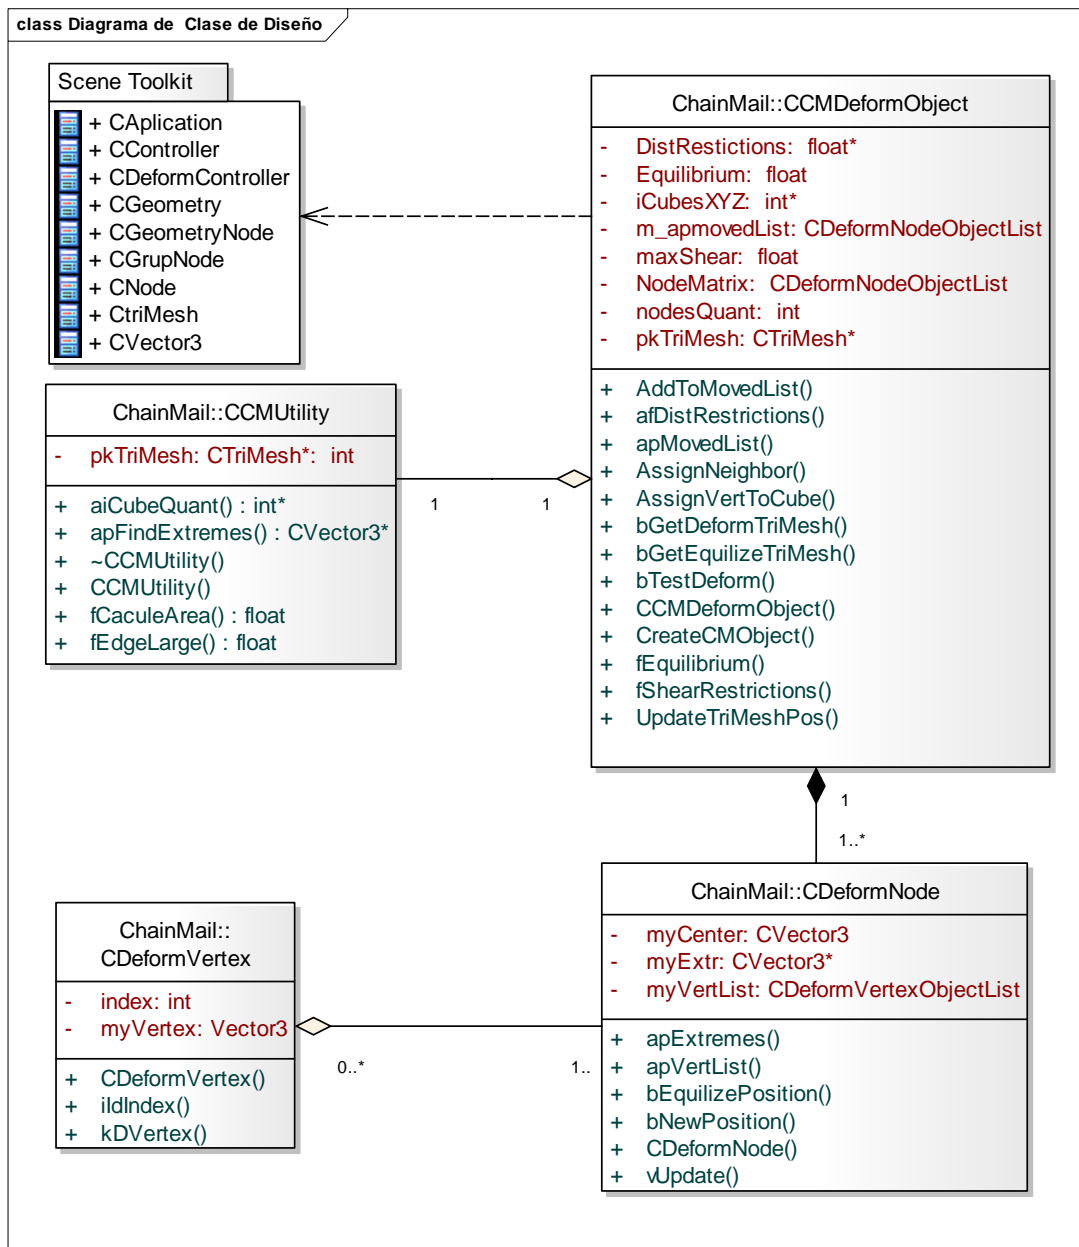 class Diagrama de Clase de Diseño
Scene Toolkit
+ CAplication
+ CController
+ CDeformController
+ CGeometry
+ CGeometryNode
+ CGrupNode
+ CNode
+ CtriMesh
+ CVector3
ChainMail::CCMDeformObject
- DistRestictions: float*
- Equilibrium: float
- iCubesXYZ: int*
- m_apmovedList: CDeformNodeObjectList
- maxShear: float
- NodeMatrix: CDeformNodeObjectList
- nodesQuant: int
- pkTriMesh: CTriMesh*
+ AddToMovedList()
+ afDistRestrictions()
+ apMovedList()
+ AssignNeighbor()
+ AssignVertToCube()
+ bGetDeformTriMesh()
+ bGetEquilizeTriMesh()
+ bTestDeform()
+ CCMDeformObject()
+ CreateCMObject()
+ fEquilibrium()
+ fShearRestrictions()
+ UpdateTriMeshPos()
ChainMail::CCMUtility
- pkTriMesh: CTriMesh*: int
+ aiCubeQuant() : int*
+ apFindExtremes() : CVector3*
+ ~CCMUtility()
+ CCMUtility()
+ fCaculeArea() : float
+ fEdgeLarge() : float
1
1
1
1..*
ChainMail::CDeformNode
- myCenter: CVector3
- myExtr: CVector3*
- myVertList: CDeformVertexObjectList
+ apExtremes()
+ apVertList()
+ bEquilizePosition()
+ bNewPosition()
+ CDeformNode()
+ vUpdate()
ChainMail::
CDeformVertex
- index: int
- myVertex: Vector3
+ CDeformVertex()
+ iIdIndex()
+ kDVertex()
0..*
1..